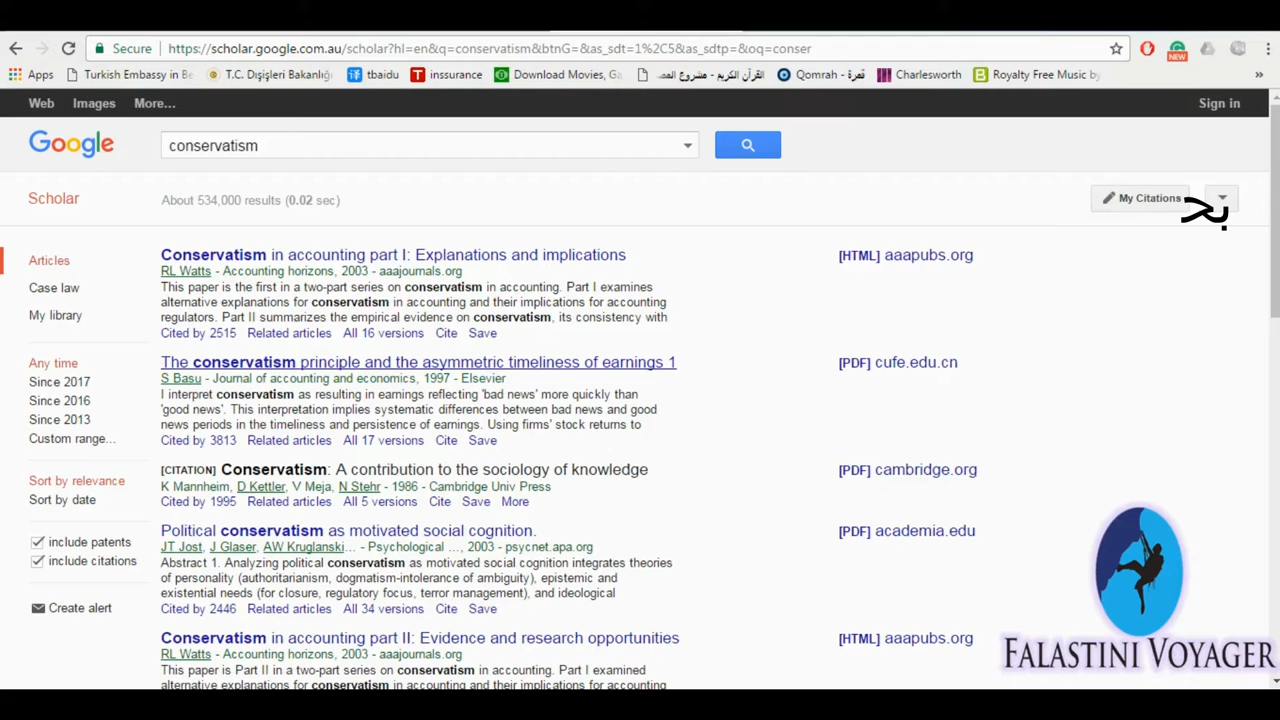 Secure https://scholar.google.com.au/scholar?hl=en&q=conservatism&btnG=&as_sdt=1%2C5&as_sdtp=&oq=conser
NEW
Apps Turkish Embassy in Be T.C. Dışişleri Bakanlığı tbaidu inssurance Download Movies, Ga القرآن الكريم - مشروع المص Qomrah - قمرة Charlesworth Royalty Free Music by »
Web Images More... Sign in
Google conservatism
Scholar About 534,000 results (0.02 sec) My Citations
بح
Articles
Case law
My library
Any time
Since 2017
Since 2016
Since 2013
Custom range...
Sort by relevance
Sort by date
include patents
include citations
Create alert
Conservatism in accounting part I: Explanations and implications [HTML] aaapubs.org
RL Watts - Accounting horizons, 2003 - aaajournals.org
This paper is the first in a two-part series on conservatism in accounting. Part I examines
alternative explanations for conservatism in accounting and their implications for accounting
regulators. Part II summarizes the empirical evidence on conservatism, its consistency with
Cited by 2515 Related articles All 16 versions Cite Save
The conservatism principle and the asymmetric timeliness of earnings 1 [PDF] cufe.edu.cn
S Basu - Journal of accounting and economics, 1997 - Elsevier
I interpret conservatism as resulting in earnings reflecting 'bad news' more quickly than
'good news'. This interpretation implies systematic differences between bad news and good
news periods in the timeliness and persistence of earnings. Using firms' stock returns to
Cited by 3813 Related articles All 17 versions Cite Save
[CITATION] Conservatism: A contribution to the sociology of knowledge [PDF] cambridge.org
K Mannheim, D Kettler, V Meja, N Stehr - 1986 - Cambridge Univ Press
Cited by 1995 Related articles All 5 versions Cite Save More
Political conservatism as motivated social cognition. [PDF] academia.edu
JT Jost, J Glaser, AW Kruglanski... - Psychological ..., 2003 - psycnet.apa.org
Abstract 1. Analyzing political conservatism as motivated social cognition integrates theories
of personality (authoritarianism, dogmatism-intolerance of ambiguity), epistemic and
existential needs (for closure, regulatory focus, terror management), and ideological
Cited by 2446 Related articles All 34 versions Cite Save
Conservatism in accounting part II: Evidence and research opportunities [HTML] aaapubs.org
RL Watts - Accounting horizons, 2003 - aaajournals.org
This paper is Part II in a two-part series on conservatism in accounting. Part I examined
alternative explanations for conservatism in accounting and their implications for accounting
FALASTINI VOYAGER